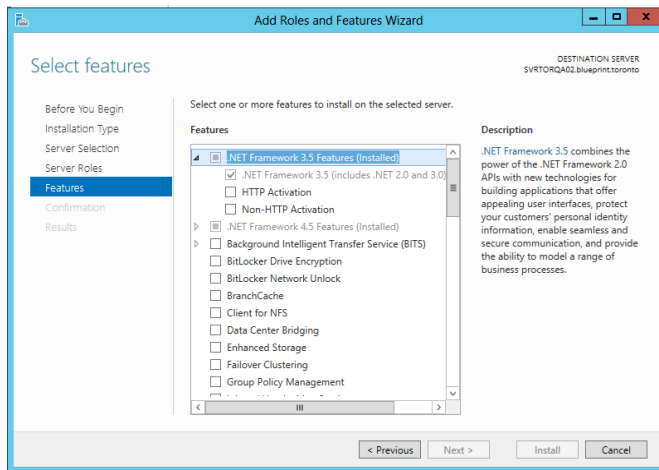 Add Roles and Features Wizard
Select features
DESTINATION SERVER
SVRTORQA02.blueprint.toronto
Before You Begin
Installation Type
Server Selection
Server Roles
Features
Confirmation
Results
Select one or more features to install on the selected server.
Features
.NET Framework 3.5 Features (Installed)
.NET Framework 3.5 (includes .NET 2.0 and 3.0)
HTTP Activation
Non-HTTP Activation
.NET Framework 4.5 Features (Installed)
Background Intelligent Transfer Service (BITS)
BitLocker Drive Encryption
BitLocker Network Unlock
BranchCache
Client for NFS
Data Center Bridging
Enhanced Storage
Failover Clustering
Group Policy Management
Description
.NET Framework 3.5 combines the
power of the .NET Framework 2.0
APIs with new technologies for
building applications that offer
appealing user interfaces, protect
your customers' personal identity
information, enable seamless and
secure communication, and provide
the ability to model a range of
business processes.
< Previous
Next >
Install
Cancel